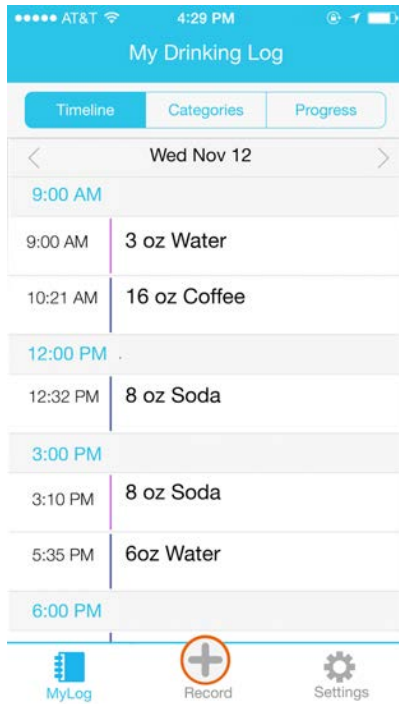 AT&T 4:29 PM
My Drinking Log
Timeline Categories Progress
Wed Nov 12
9:00 AM
9:00 AM 3 oz Water
10:21 AM 16 oz Coffee
12:00 PM .
12:32 PM 8 oz Soda
3:00 PM
3:10 PM 8 oz Soda
5:35 PM 6oz Water
6:00 PM
MyLog Record Settings